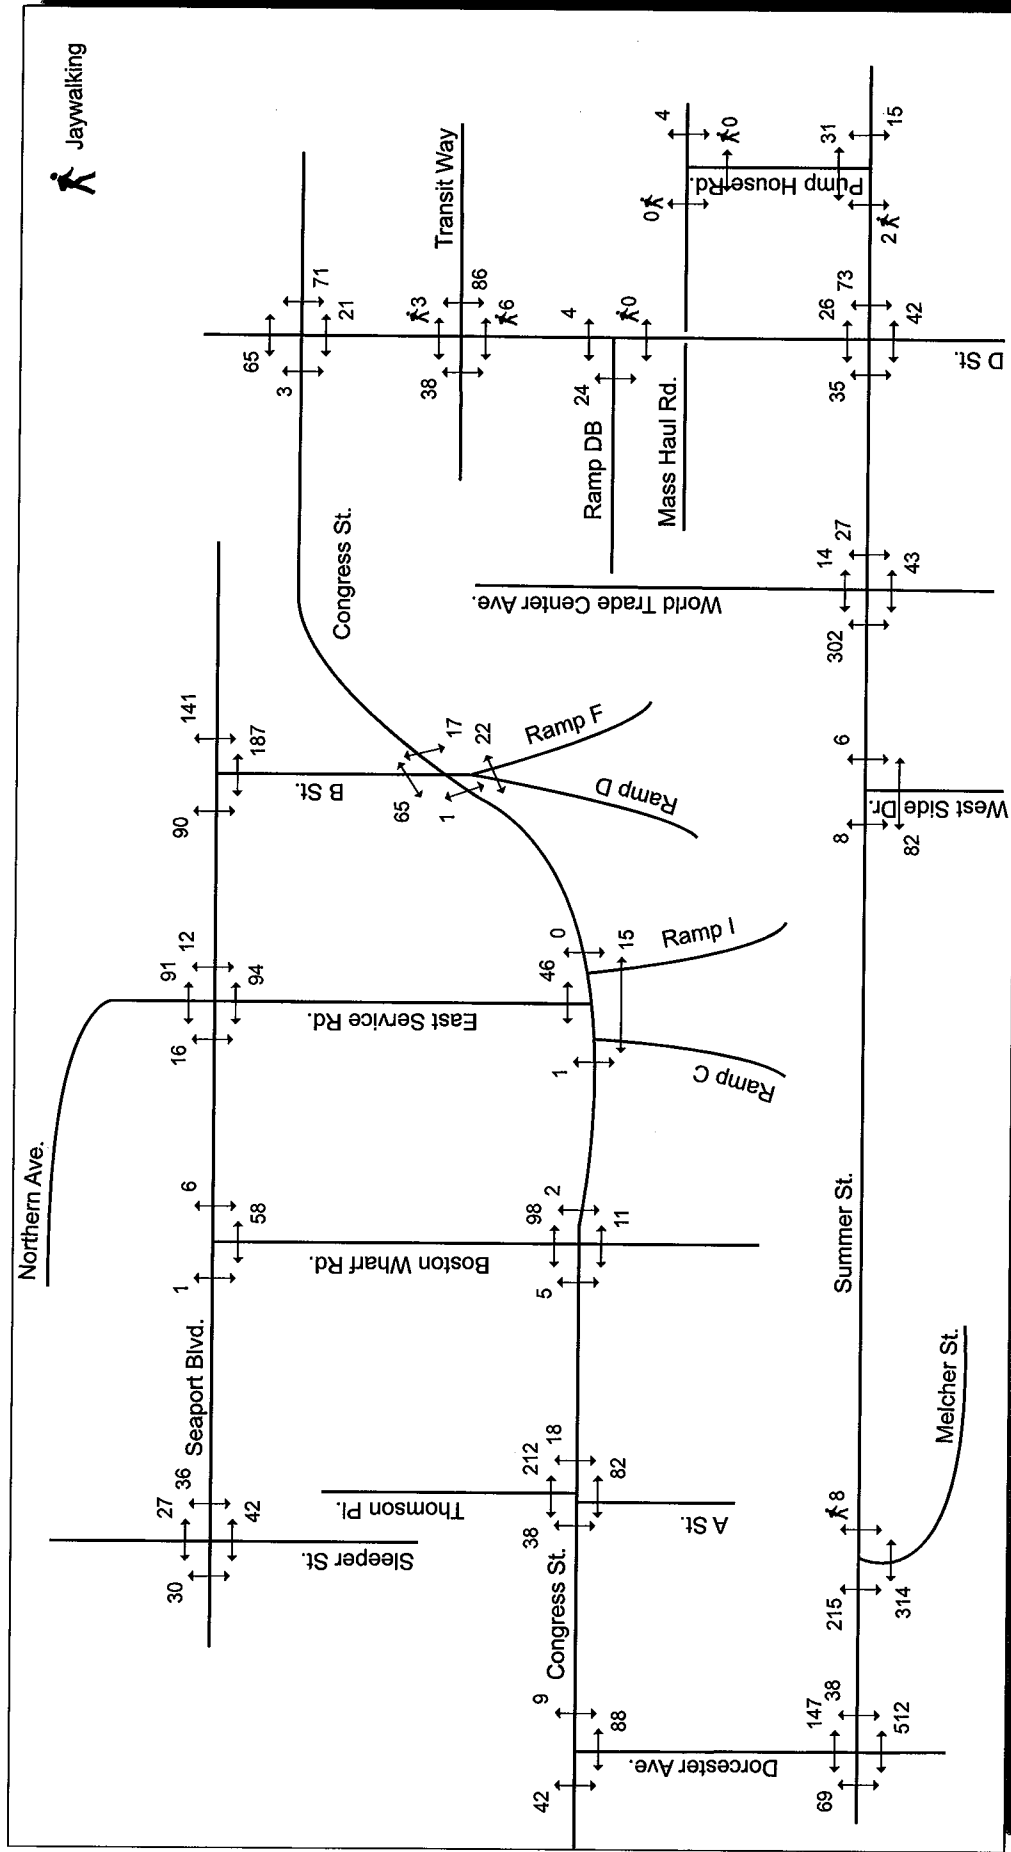 Jaywalking
Northern Ave.
65
71
3
21
Transit Way
3
86
38
6
4
0
24
Ramp DB
Mass Haul Rd.
4
0
0
Pump House Rd.
31
15
2
26
73
35
42
D St.
Congress St.
World Trade Center Ave.
14
27
302
43
141
187
90
B St.
17
65
1
22
Ramp F
Ramp D
6
8
82
West Side Dr.
91
12
16
94
East Service Rd.
0
46
15
1
Ramp I
Ramp C
6
58
1
Boston Wharf Rd.
98
2
5
11
Summer St.
Seaport Blvd.
27
36
30
42
Sleeper St.
Thomson Pl.
212
18
38
82
A St.
Melcher St.
8
215
314
Congress St.
9
42
88
Dorcester Ave.
147
38
69
512